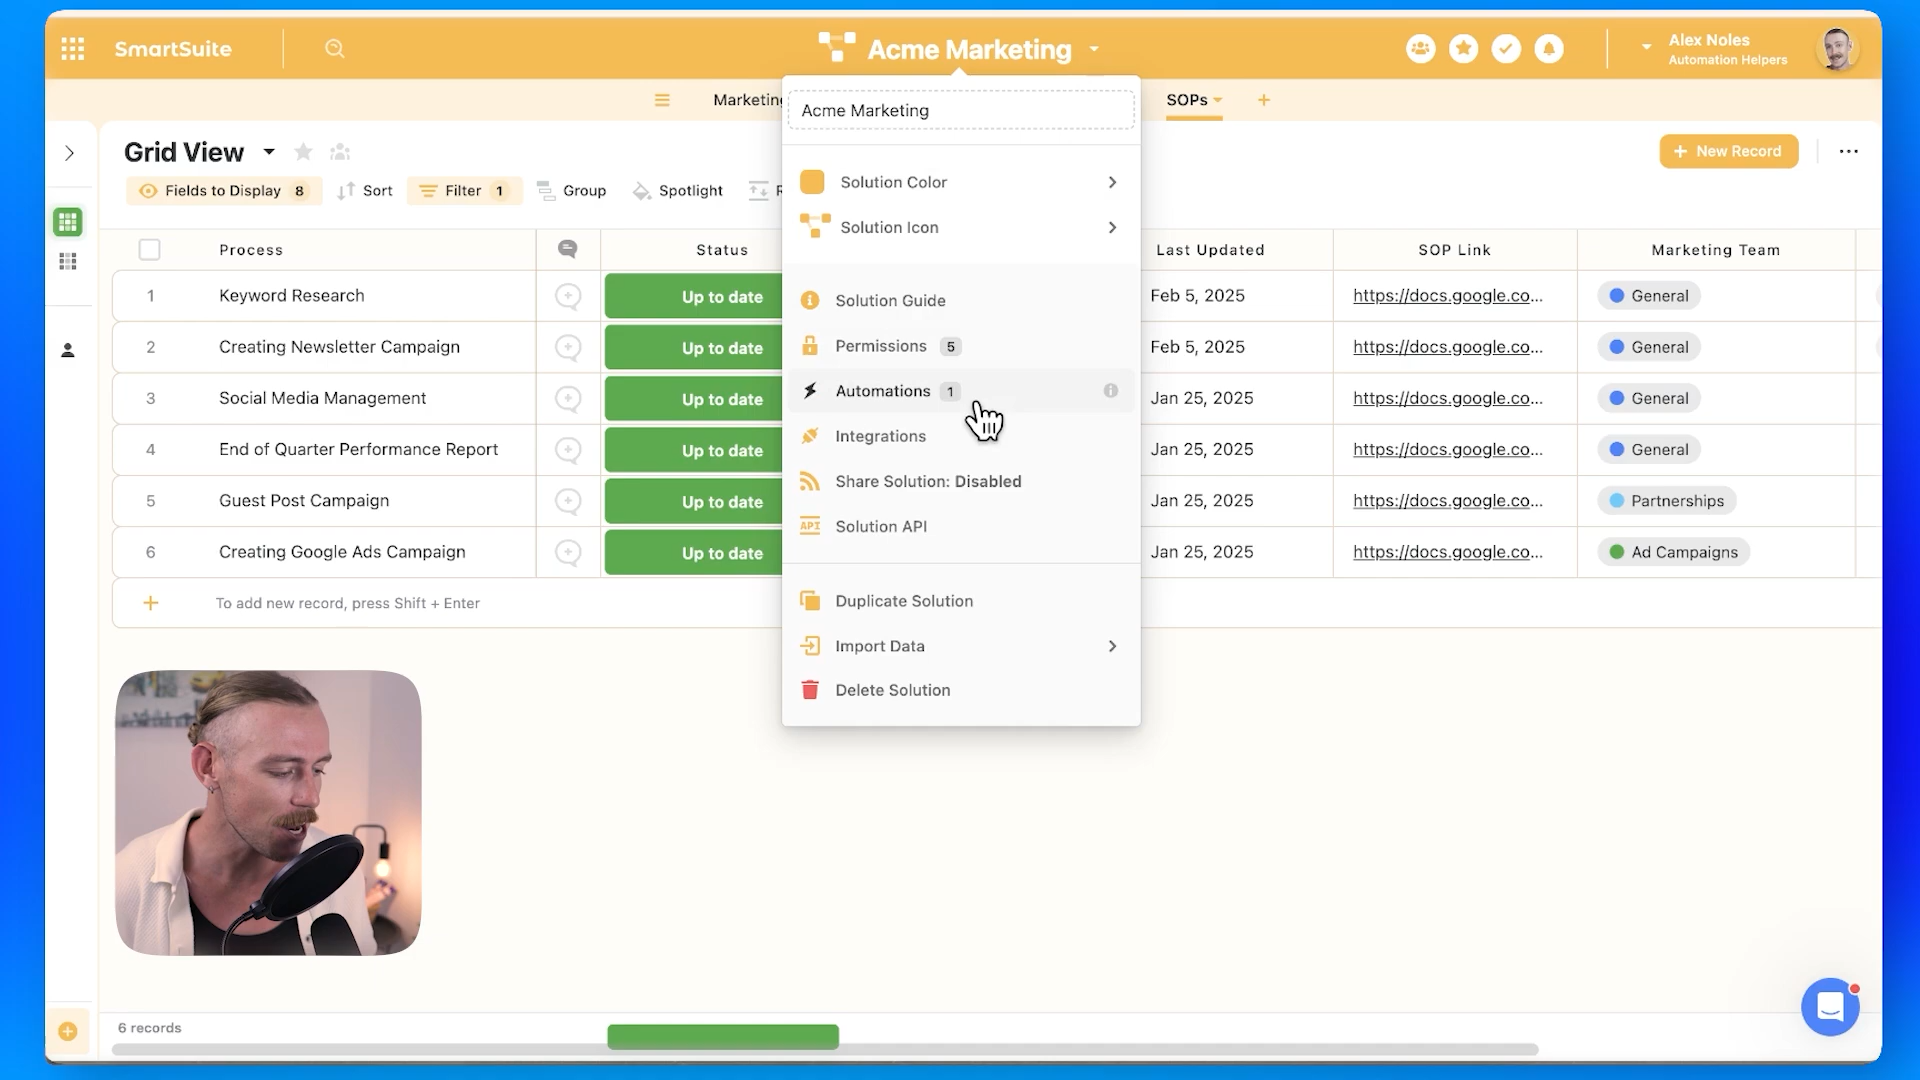 SmartSuite
Acme Marketing
Alex Noles
Automation Helpers
Marketing
SOPs
Acme Marketing
Grid View
New Record
Fields to Display 8
Sort
Filter 1
Group
Spotlight
R
Process
Status
Last Updated
SOP Link
Marketing Team
1 Keyword Research Up to date Feb 5, 2025 https://docs.google.co... General
2 Creating Newsletter Campaign Up to date Feb 5, 2025 https://docs.google.co... General
3 Social Media Management Up to date Jan 25, 2025 https://docs.google.co... General
4 End of Quarter Performance Report Up to date Jan 25, 2025 https://docs.google.co... General
5 Guest Post Campaign Up to date Jan 25, 2025 https://docs.google.co... Partnerships
6 Creating Google Ads Campaign Up to date Jan 25, 2025 https://docs.google.co... Ad Campaigns
To add new record, press Shift + Enter
Solution Color
Solution Icon
Solution Guide
Permissions 5
Automations 1
Integrations
Share Solution: Disabled
API Solution API
Duplicate Solution
Import Data
Delete Solution
6 records